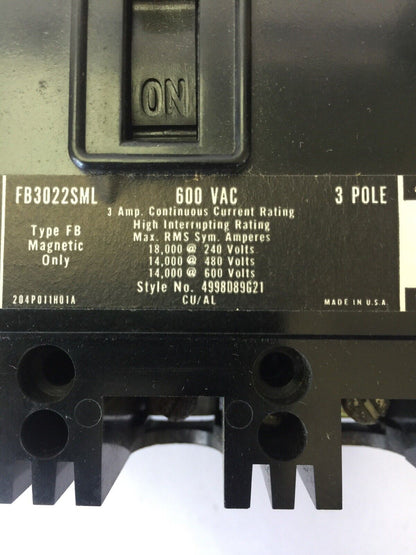 ON
FB3022SML 600 VAC 3 POLE
3 Amp. Continuous Current Rating
High Interrupting Rating
Max. RMS Sym. Amperes
18,000 @ 240 Volts
14,000 @ 480 Volts
14,000 @ 600 Volts
Style No. 4998D89G21
CU/AL
Type FB
Magnetic
Only
204P011H01A
MADE IN U.S.A.